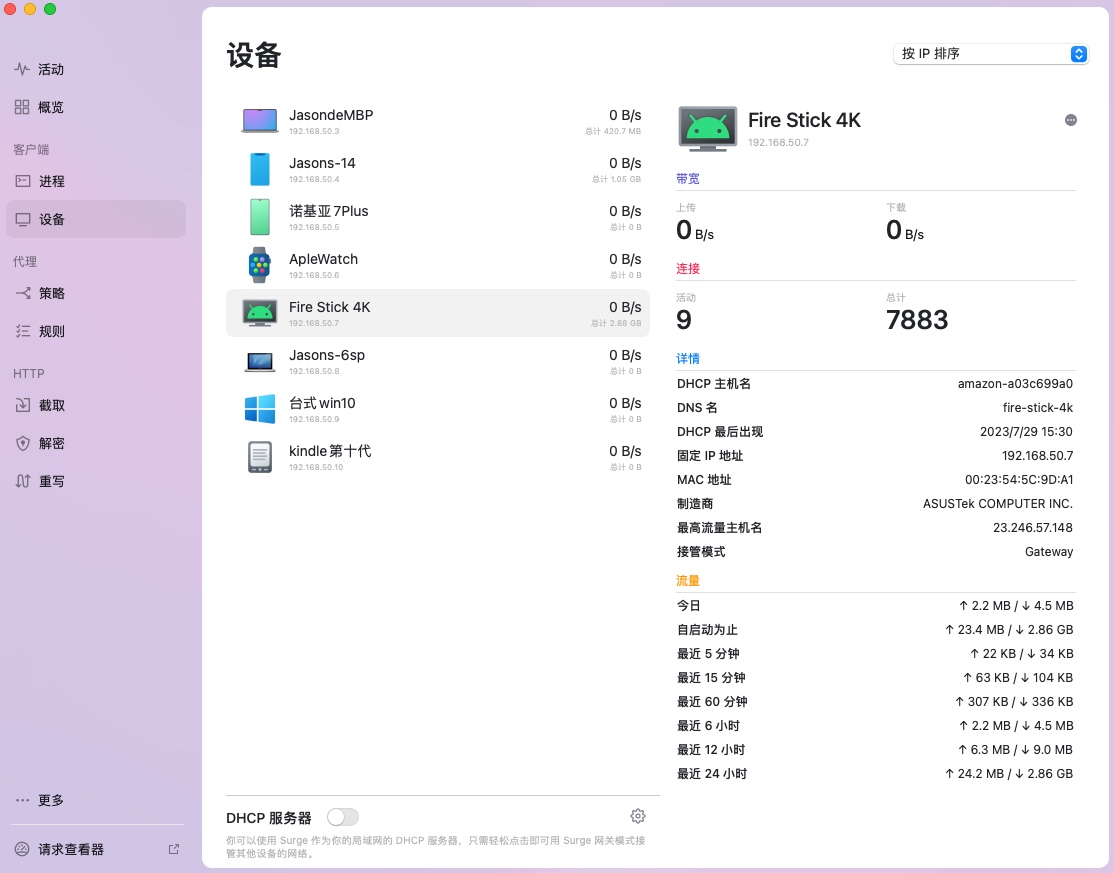 活动
概览
客户端
进程
设备
代理
策略
规则
HTTP
截取
解密
重写
更多
请求查看器
设备
按 IP 排序
JasondeMBP
192.168.50.3
0 B/s
总计 420.7 MB
Jasons-14
192.168.50.4
0 B/s
总计 1.05 GB
诺基亚7Plus
192.168.50.5
0 B/s
总计 0 B
ApleWatch
192.168.50.6
0 B/s
总计 0 B
Fire Stick 4K
192.168.50.7
0 B/s
总计 2.88 GB
Jasons-6sp
192.168.50.8
0 B/s
总计 0 B
台式win10
192.168.50.9
0 B/s
总计 0 B
kindle第十代
192.168.50.10
0 B/s
总计 0 B
DHCP 服务器
你可以使用 Surge 作为你的局域网的 DHCP 服务器，只需轻松点击即可用 Surge 网关模式接
管其他设备的网络。
Fire Stick 4K
192.168.50.7
带宽
上传 下载
0 B/s 0 B/s
连接
活动 总计
9 7883
详情
DHCP 主机名 amazon-a03c699a0
DNS 名 fire-stick-4k
DHCP 最后出现 2023/7/29 15:30
固定 IP 地址 192.168.50.7
MAC 地址 00:23:54:5C:9D:A1
制造商 ASUSTek COMPUTER INC.
最高流量主机名 23.246.57.148
接管模式 Gateway
流量
今日 ↑ 2.2 MB / ↓ 4.5 MB
自启动为止 ↑ 23.4 MB / ↓ 2.86 GB
最近 5 分钟 ↑ 22 KB / ↓ 34 KB
最近 15 分钟 ↑ 63 KB / ↓ 104 KB
最近 60 分钟 ↑ 307 KB / ↓ 336 KB
最近 6 小时 ↑ 2.2 MB / ↓ 4.5 MB
最近 12 小时 ↑ 6.3 MB / ↓ 9.0 MB
最近 24 小时 ↑ 24.2 MB / ↓ 2.86 GB